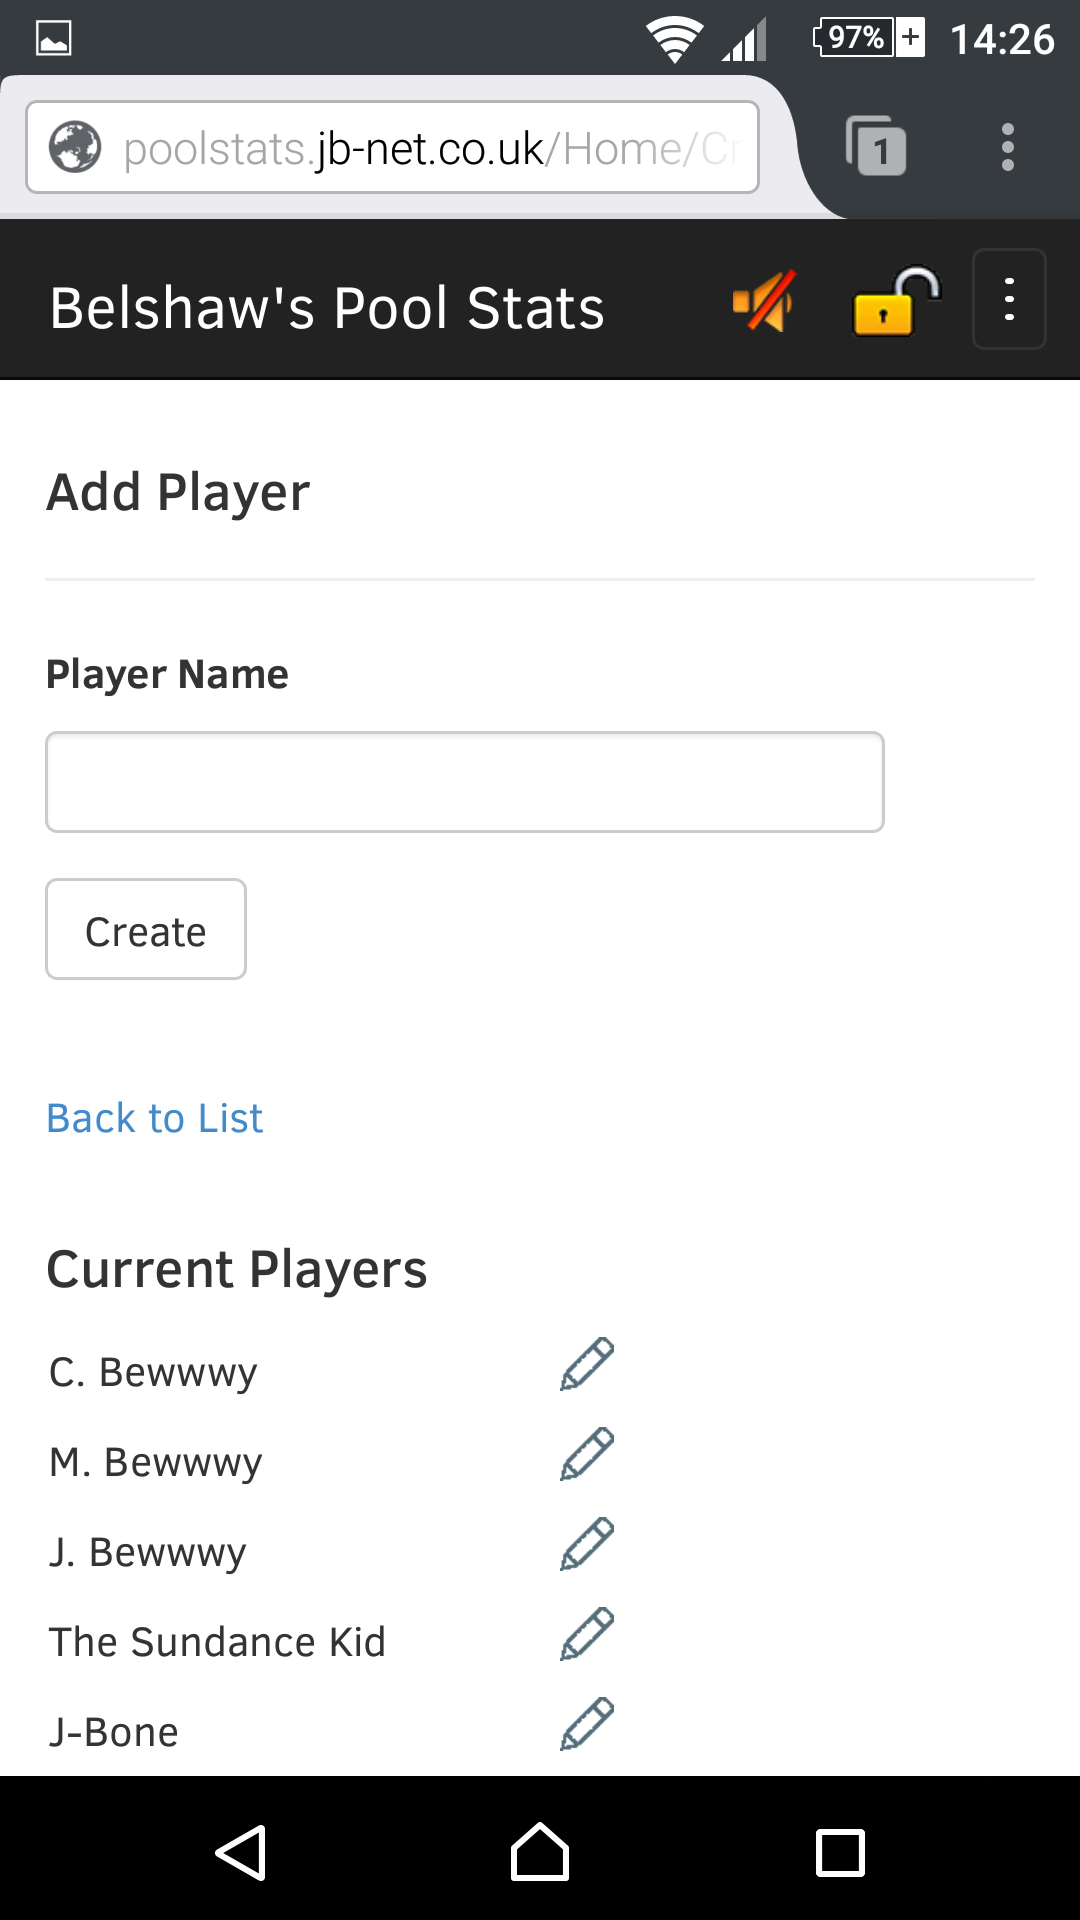 97% 14:26
poolstats.jb-net.co.uk/Home/Cr
1
Belshaw's Pool Stats
Add Player
Player Name
Create
Back to List
Current Players
C. Bewwwy
M. Bewwwy
J. Bewwwy
The Sundance Kid
J-Bone